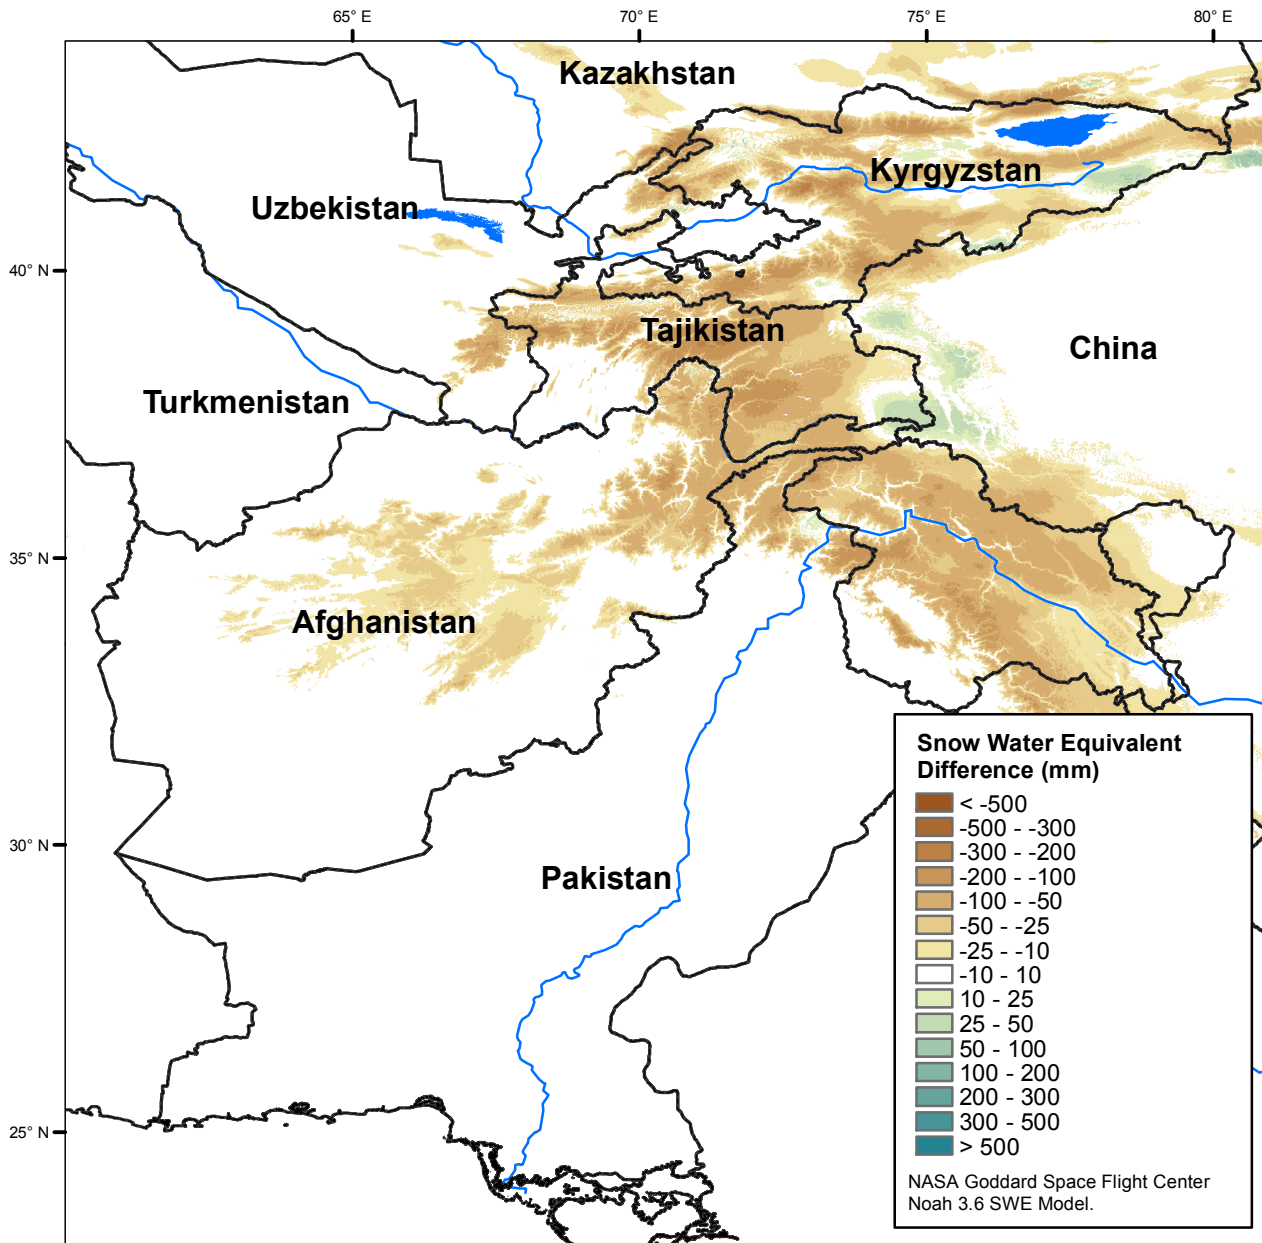 65° E
70° E
75° E
80° E
Kazakhstan
Kyrgyzstan
Uzbekistan
40° N
Tajikistan
China
Turkmenistan
35° N
Afghanistan
30° N
Pakistan
25° N
Snow Water Equivalent
Difference (mm)
< -500
-500 - -300
-300 - -200
-200 - -100
-100 - -50
-50 - -25
-25 - -10
-10 - 10
10 - 25
25 - 50
50 - 100
100 - 200
200 - 300
300 - 500
> 500
NASA Goddard Space Flight Center
Noah 3.6 SWE Model.